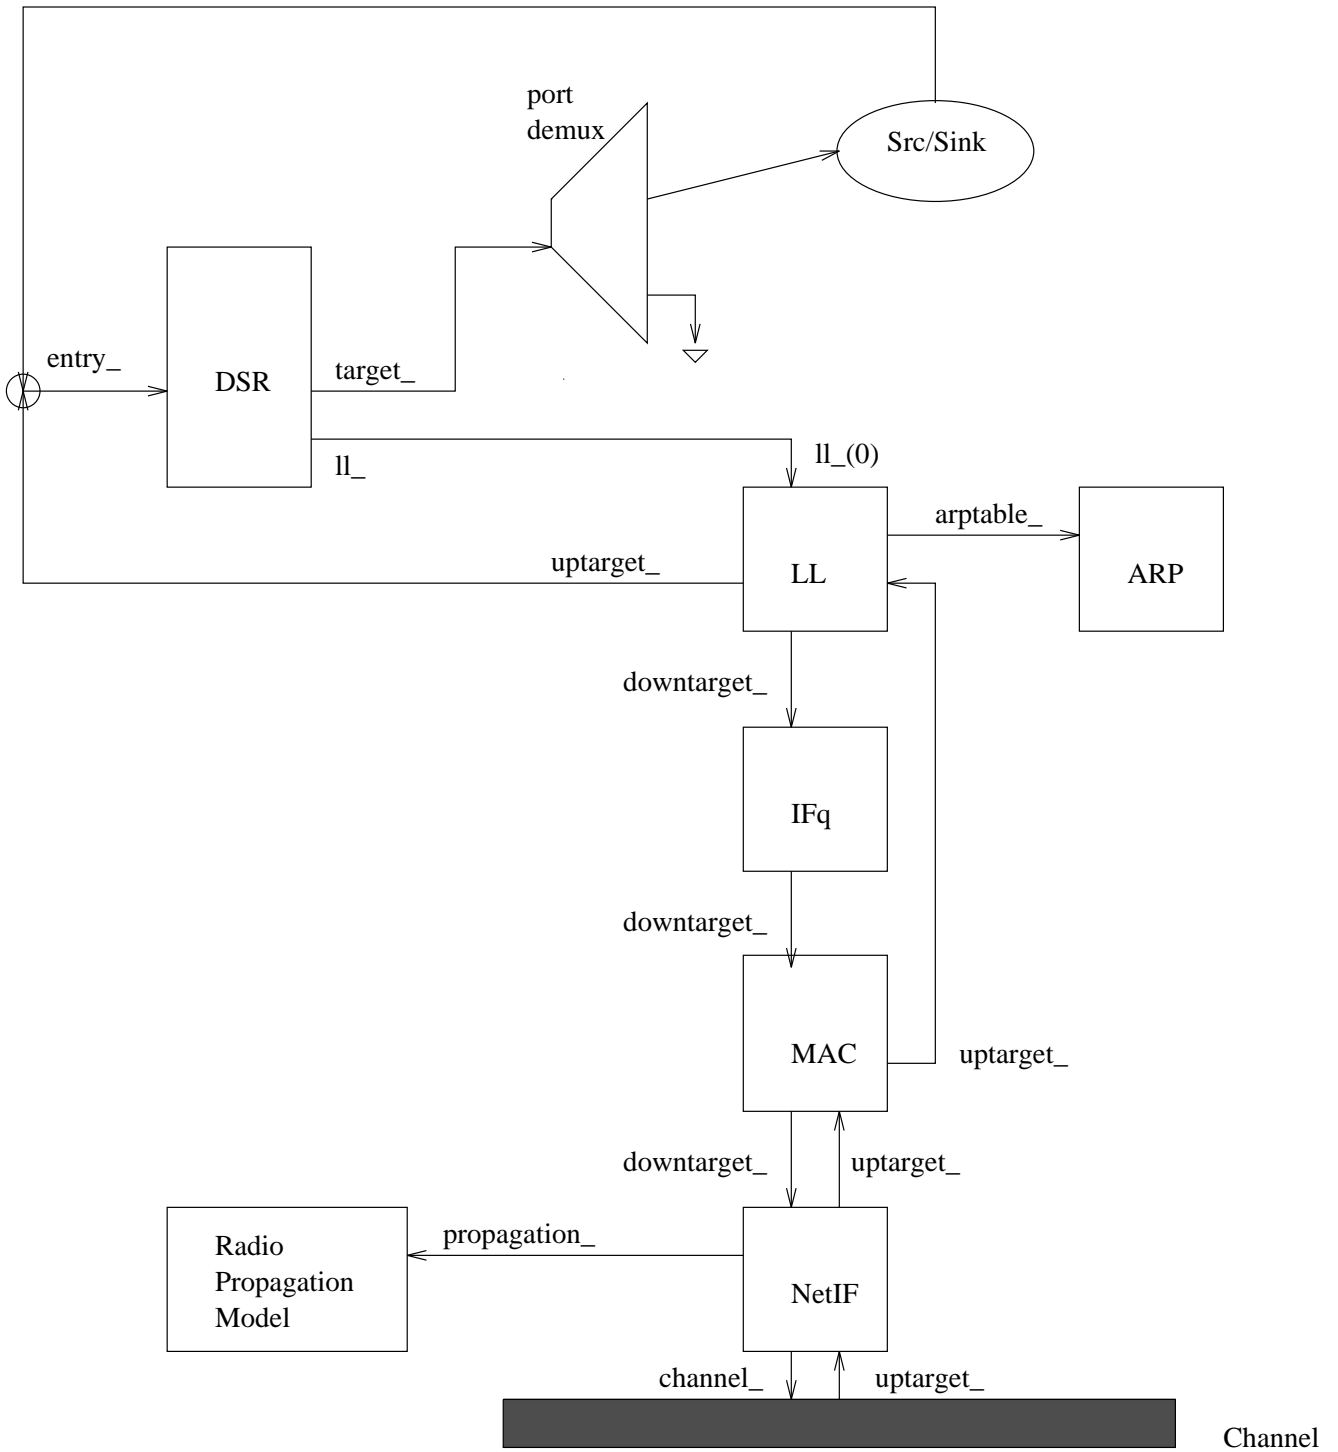 port
demux
Src/Sink
entry_
DSR
target_
ll_
ll_(0)
arptable_
uptarget_
LL
ARP
downtarget_
IFq
downtarget_
MAC
uptarget_
downtarget_
uptarget_
propagation_
Radio
Propagation
Model
NetIF
channel_
uptarget_
Channel